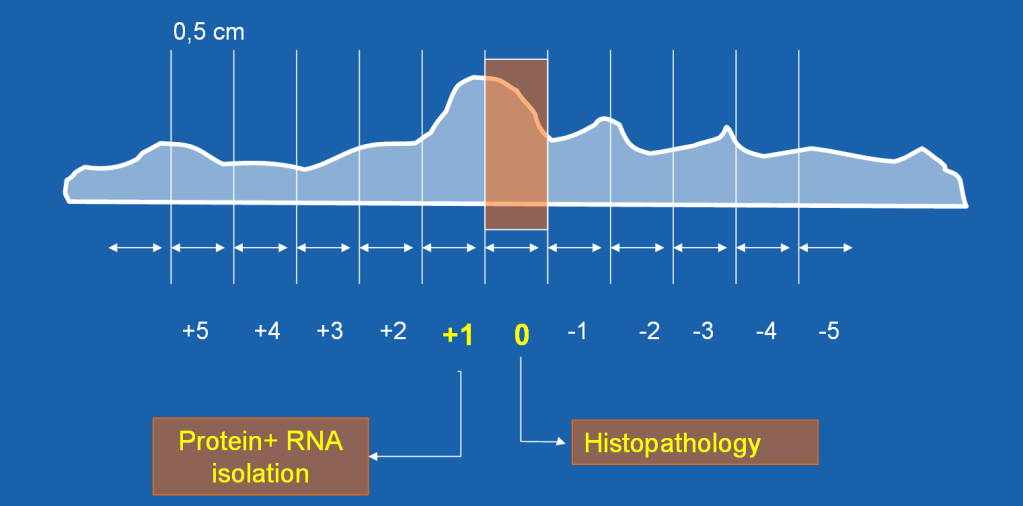 0,5 cm
+5 +4 +3 +2 +1 0 -1 -2 -3 -4 -5
Protein+ RNA
isolation
Histopathology